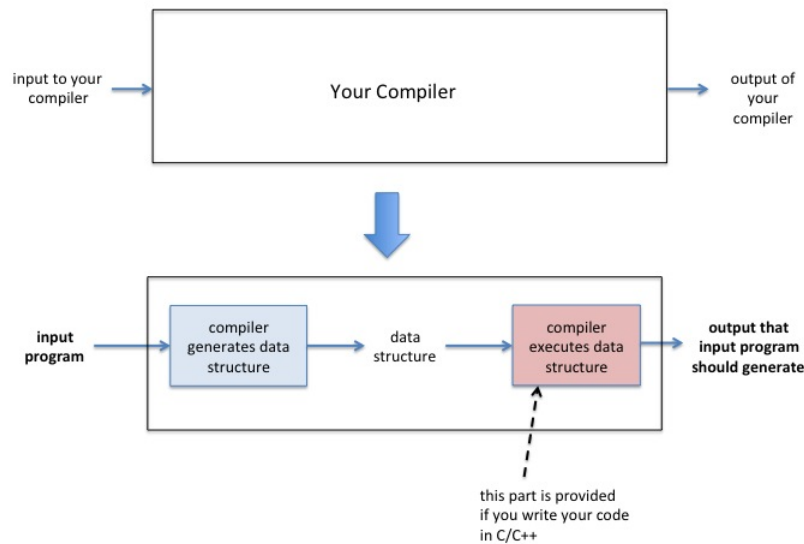 input to your
compiler
Your Compiler
output of
your
compiler
input
program
compiler
generates data
structure
data
structure
compiler
executes data
structure
output that
input program
should generate
this part is provided
if you write your code
in C/C++